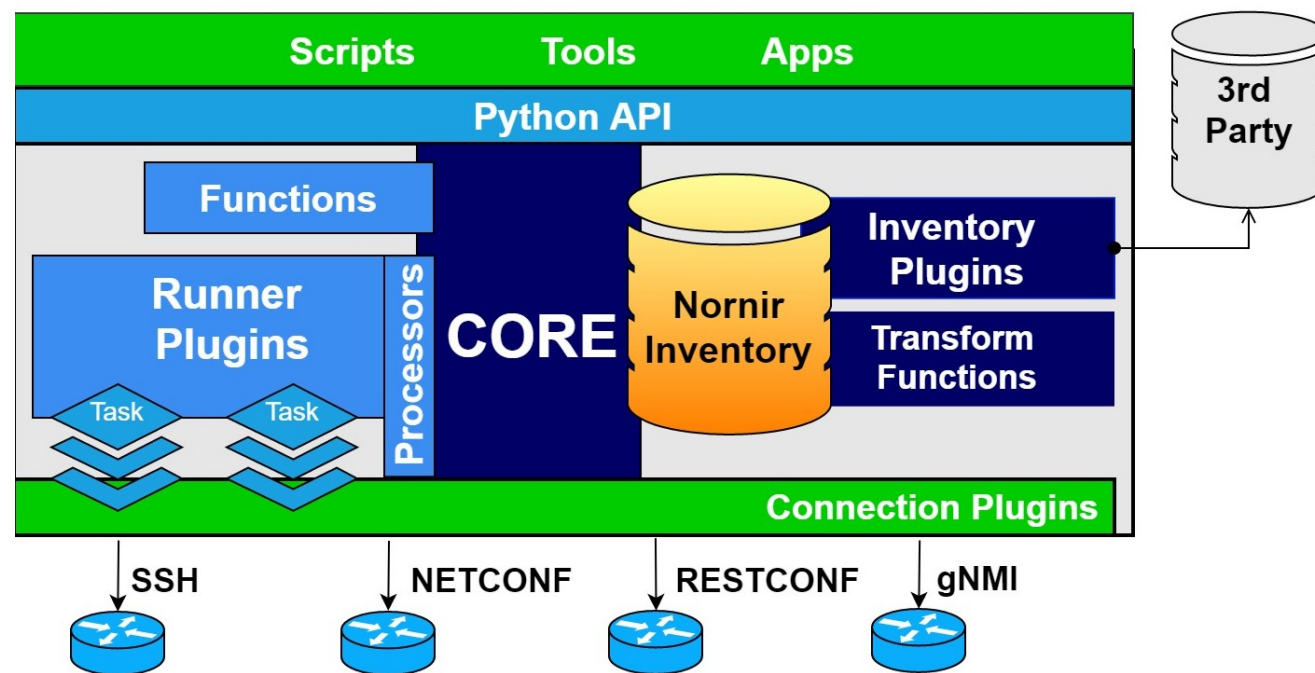 Scripts Tools Apps
Python API
3rd
Party
Functions
Inventory
Plugins
Runner
Plugins
Processors
CORE
Nornir
Inventory
Transform
Functions
Task Task
Connection Plugins
SSH NETCONF RESTCONF gNMI